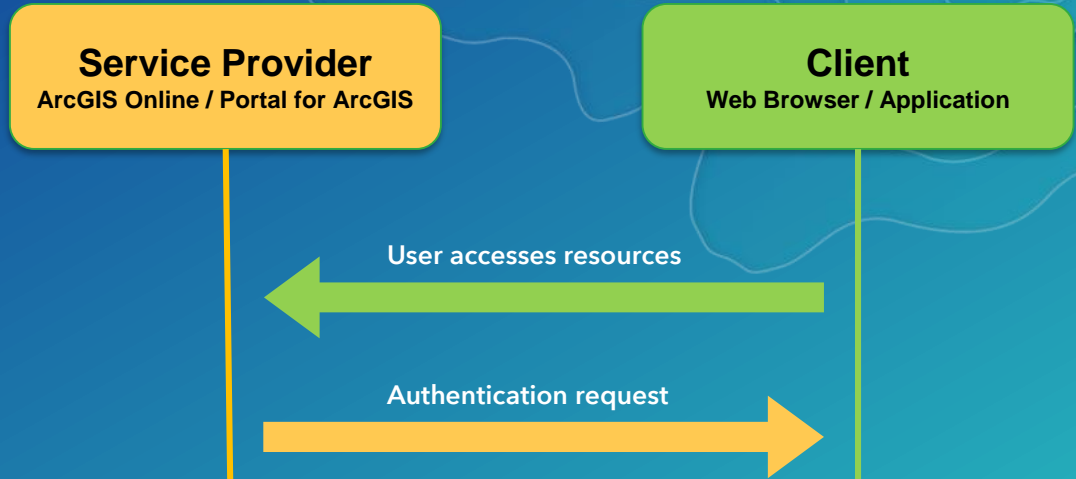 Service Provider
ArcGIS Online / Portal for ArcGIS
Client
Web Browser / Application
User accesses resources
Authentication request